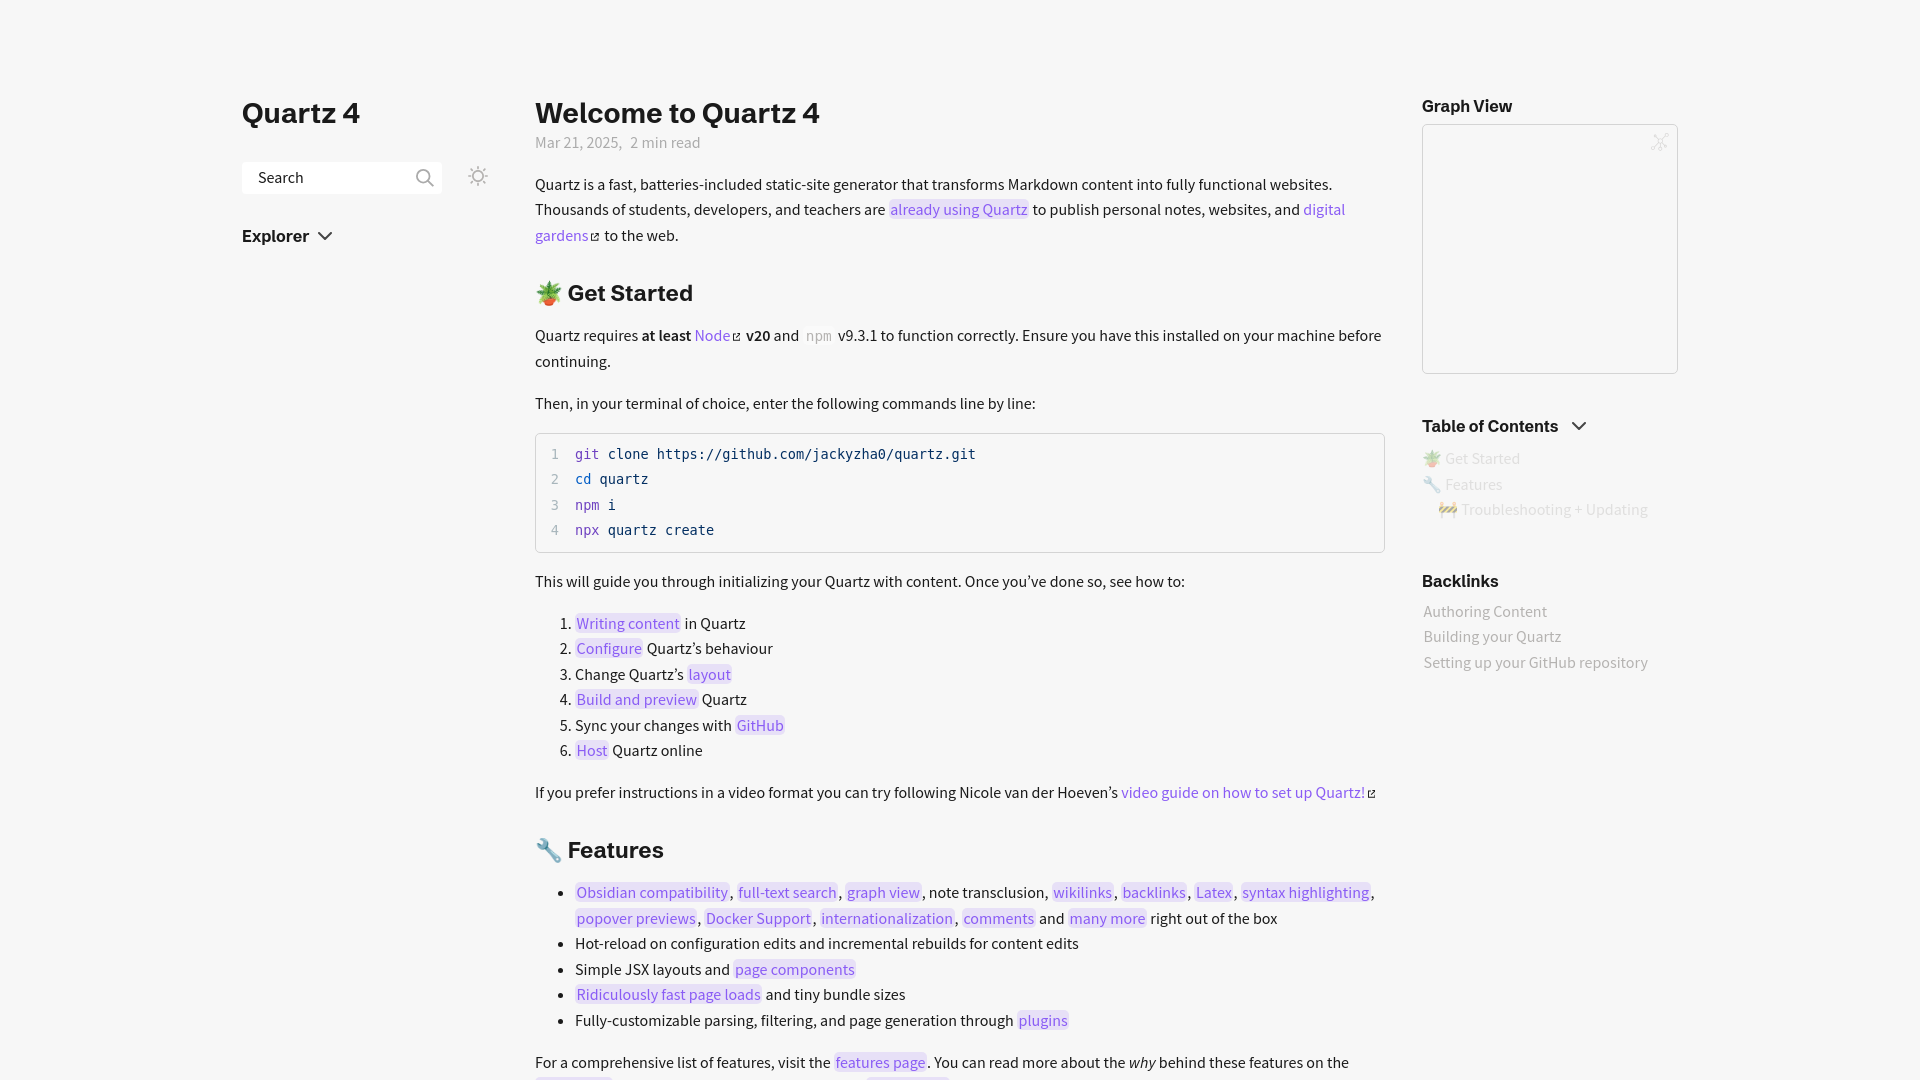 Quartz 4
Search
Explorer
Welcome to Quartz 4
Mar 21, 2025, 2 min read
Quartz is a fast, batteries-included static-site generator that transforms Markdown content into fully functional websites.
Thousands of students, developers, and teachers are already using Quartz to publish personal notes, websites, and digital
gardens to the web.
🪴 Get Started
Quartz requires at least Node v20 and npm v9.3.1 to function correctly. Ensure you have this installed on your machine before
continuing.
Then, in your terminal of choice, enter the following commands line by line:
1 git clone https://github.com/jackyzha0/quartz.git
2 cd quartz
3 npm i
4 npx quartz create
This will guide you through initializing your Quartz with content. Once you’ve done so, see how to:
1. Writing content in Quartz
2. Configure Quartz’s behaviour
3. Change Quartz’s layout
4. Build and preview Quartz
5. Sync your changes with GitHub
6. Host Quartz online
If you prefer instructions in a video format you can try following Nicole van der Hoeven’s video guide on how to set up Quartz!
🔧 Features
• Obsidian compatibility, full-text search, graph view, note transclusion, wikilinks, backlinks, Latex, syntax highlighting,
popover previews, Docker Support, internationalization, comments and many more right out of the box
• Hot-reload on configuration edits and incremental rebuilds for content edits
• Simple JSX layouts and page components
• Ridiculously fast page loads and tiny bundle sizes
• Fully-customizable parsing, filtering, and page generation through plugins
For a comprehensive list of features, visit the features page. You can read more about the why behind these features on the
Graph View
Table of Contents
🪴 Get Started
🔧 Features
🚧 Troubleshooting + Updating
Backlinks
Authoring Content
Building your Quartz
Setting up your GitHub repository